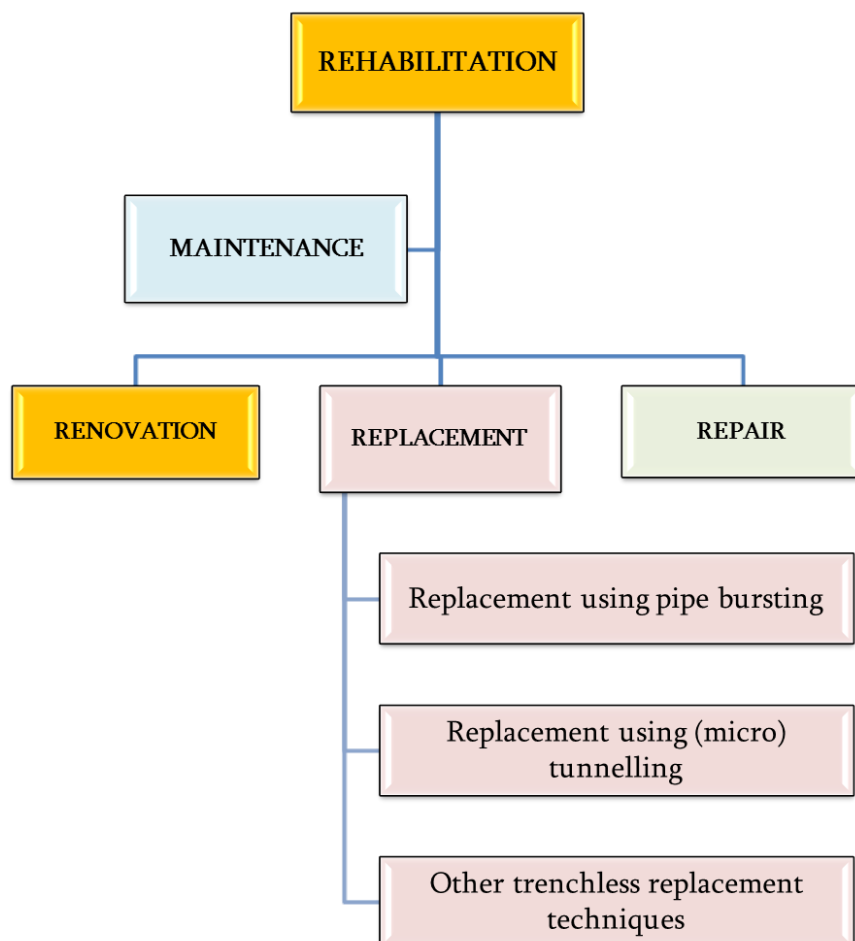 REHABILITATION
MAINTENANCE
RENOVATION
REPLACEMENT
REPAIR
Replacement using pipe bursting
Replacement using (micro)
tunnelling
Other trenchless replacement
techniques